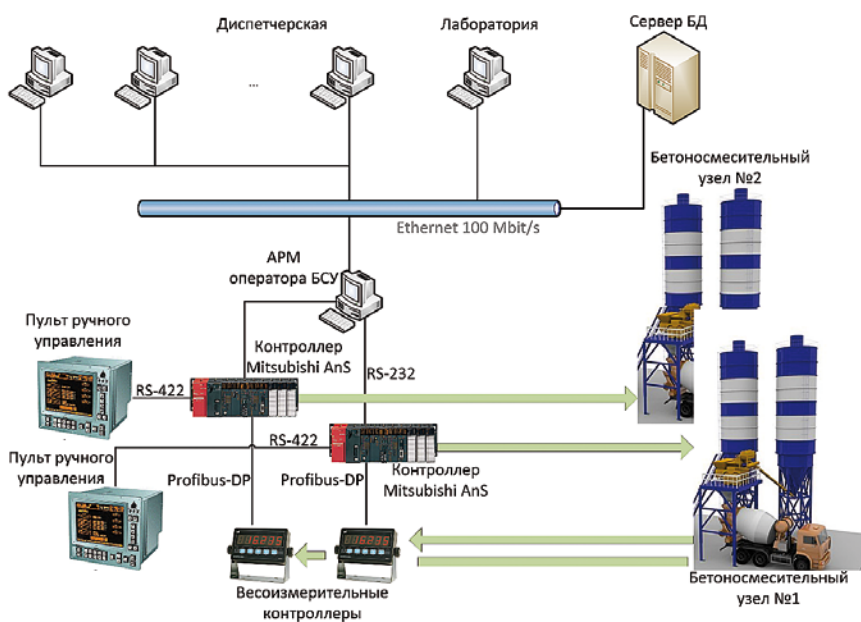 Диспетчерская
Лаборатория
Сервер БД
...
Бетоносмесительный
узел №2
Ethernet 100 Mbit/s
АРМ
оператора БСУ
Пульт ручного
управления
Контроллер
Mitsubishi AnS
RS-422
RS-232
RS-422
Пульт ручного
управления
Profibus-DP
Profibus-DP
Контроллер
Mitsubishi AnS
Весоизмерительные
контроллеры
Бетоносмесительный
узел №1